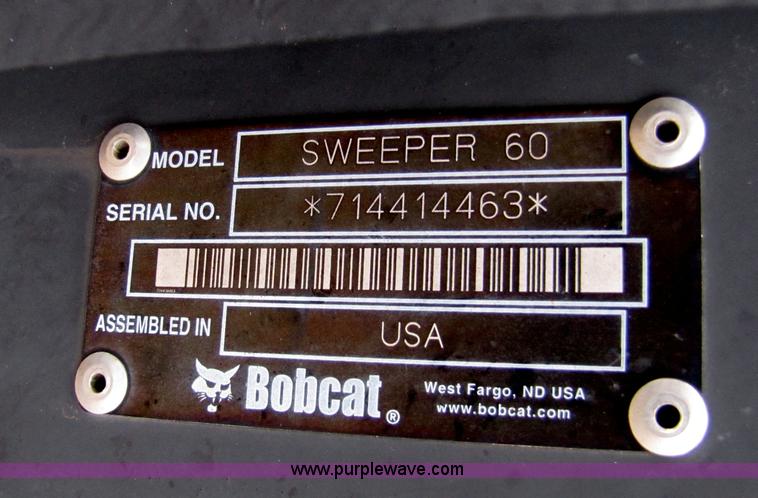 MODEL SWEEPER 60
SERIAL NO. *714414463*
ASSEMBLED IN USA
Bobcat®
West Fargo, ND USA
www.bobcat.com
www.purplewave.com